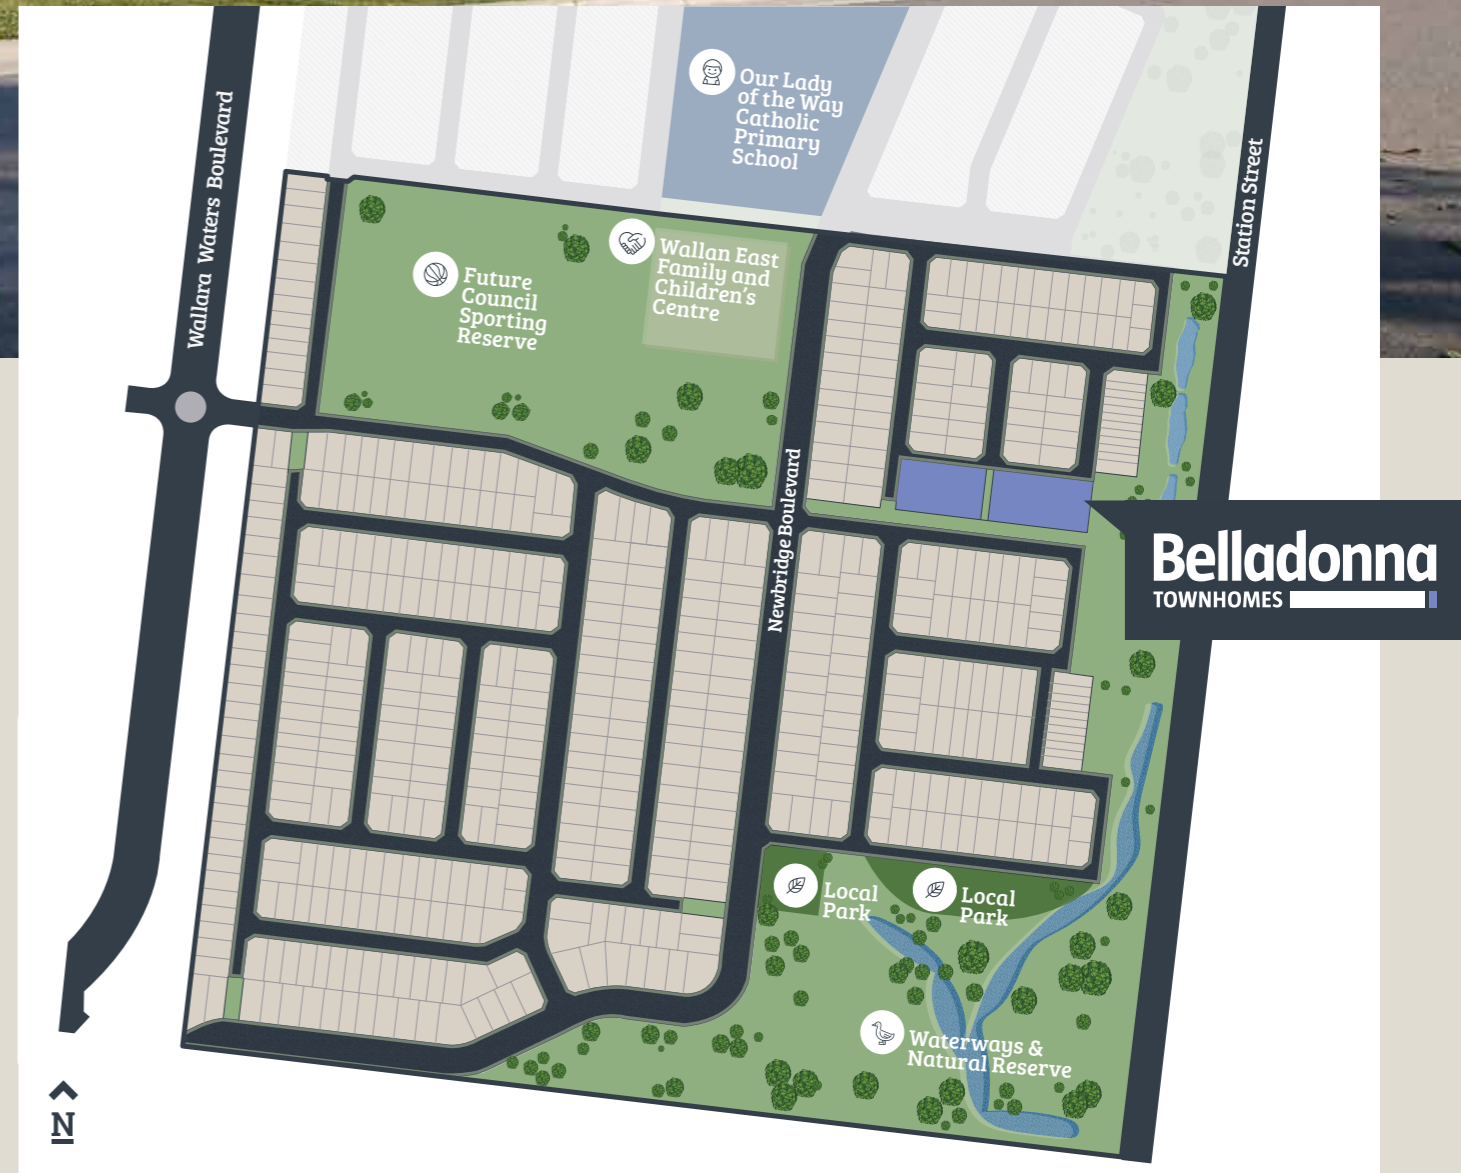 Our Lady
of the Way
Catholic
Primary
School
Wallara Waters Boulevard
Station Street
Wallan East
Family and
Children's
Centre
Future
Council
Sporting
Reserve
Newbridge Boulevard
Belladonna
TOWNHOMES
Local
Park
Local
Park
Waterways &
Natural Reserve
N